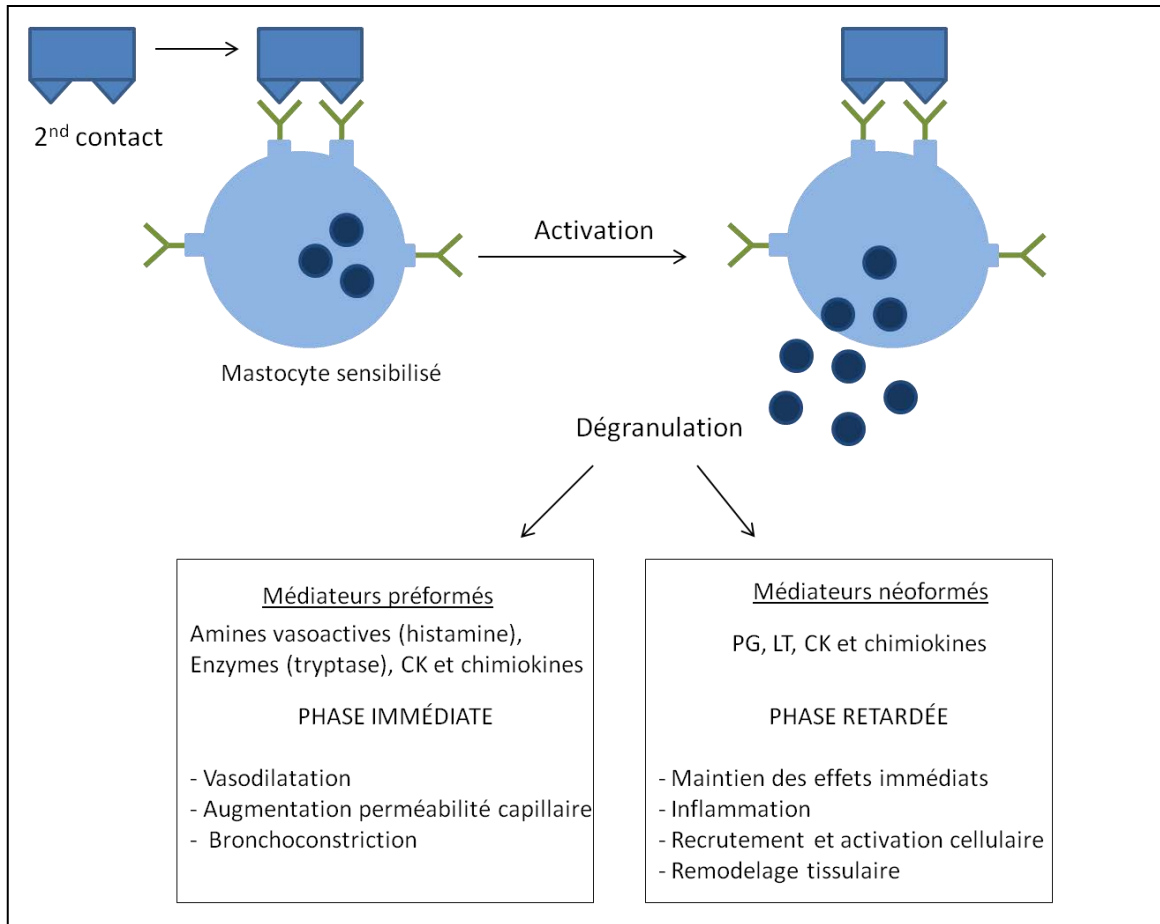 2nd contact
Activation
Mastocyte sensibilisé
Dégranulation
Médiateurs préformés
Amines vasoactives (histamine),
Enzymes (tryptase), CK et chimiokines
PHASE IMMÉDIATE
- Vasodilatation
- Augmentation perméabilité capillaire
- Bronchoconstriction
Médiateurs néoformés
PG, LT, CK et chimiokines
PHASE RETARDÉE
- Maintien des effets immédiats
- Inflammation
- Recrutement et activation cellulaire
- Remodelage tissulaire